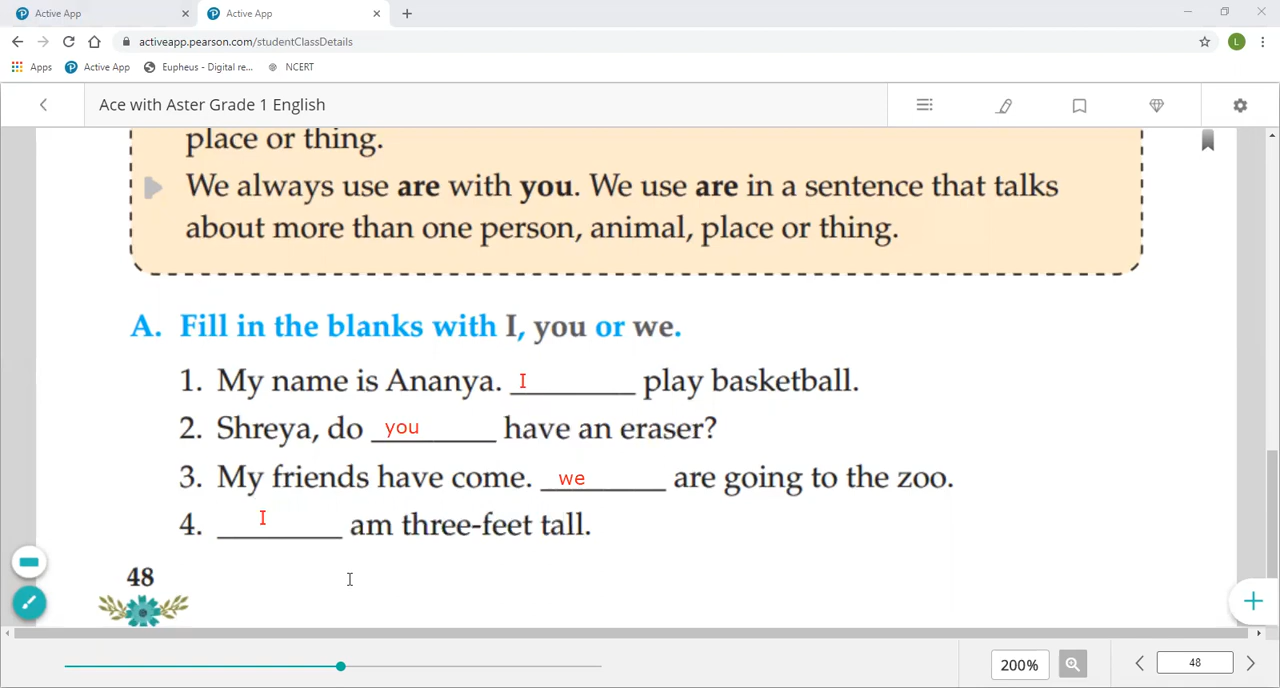 Active App
Active App
activeapp.pearson.com/studentClassDetails
L
Apps
Active App
Eupheus - Digital re...
NCERT
Ace with Aster Grade 1 English
place or thing.
We always use are with you. We use are in a sentence that talks
about more than one person, animal, place or thing.
A. Fill in the blanks with I, you or we.
1. My name is Ananya. I play basketball.
2. Shreya, do you have an eraser?
3. My friends have come. we are going to the zoo.
4. I am three-feet tall.
48
200%
48